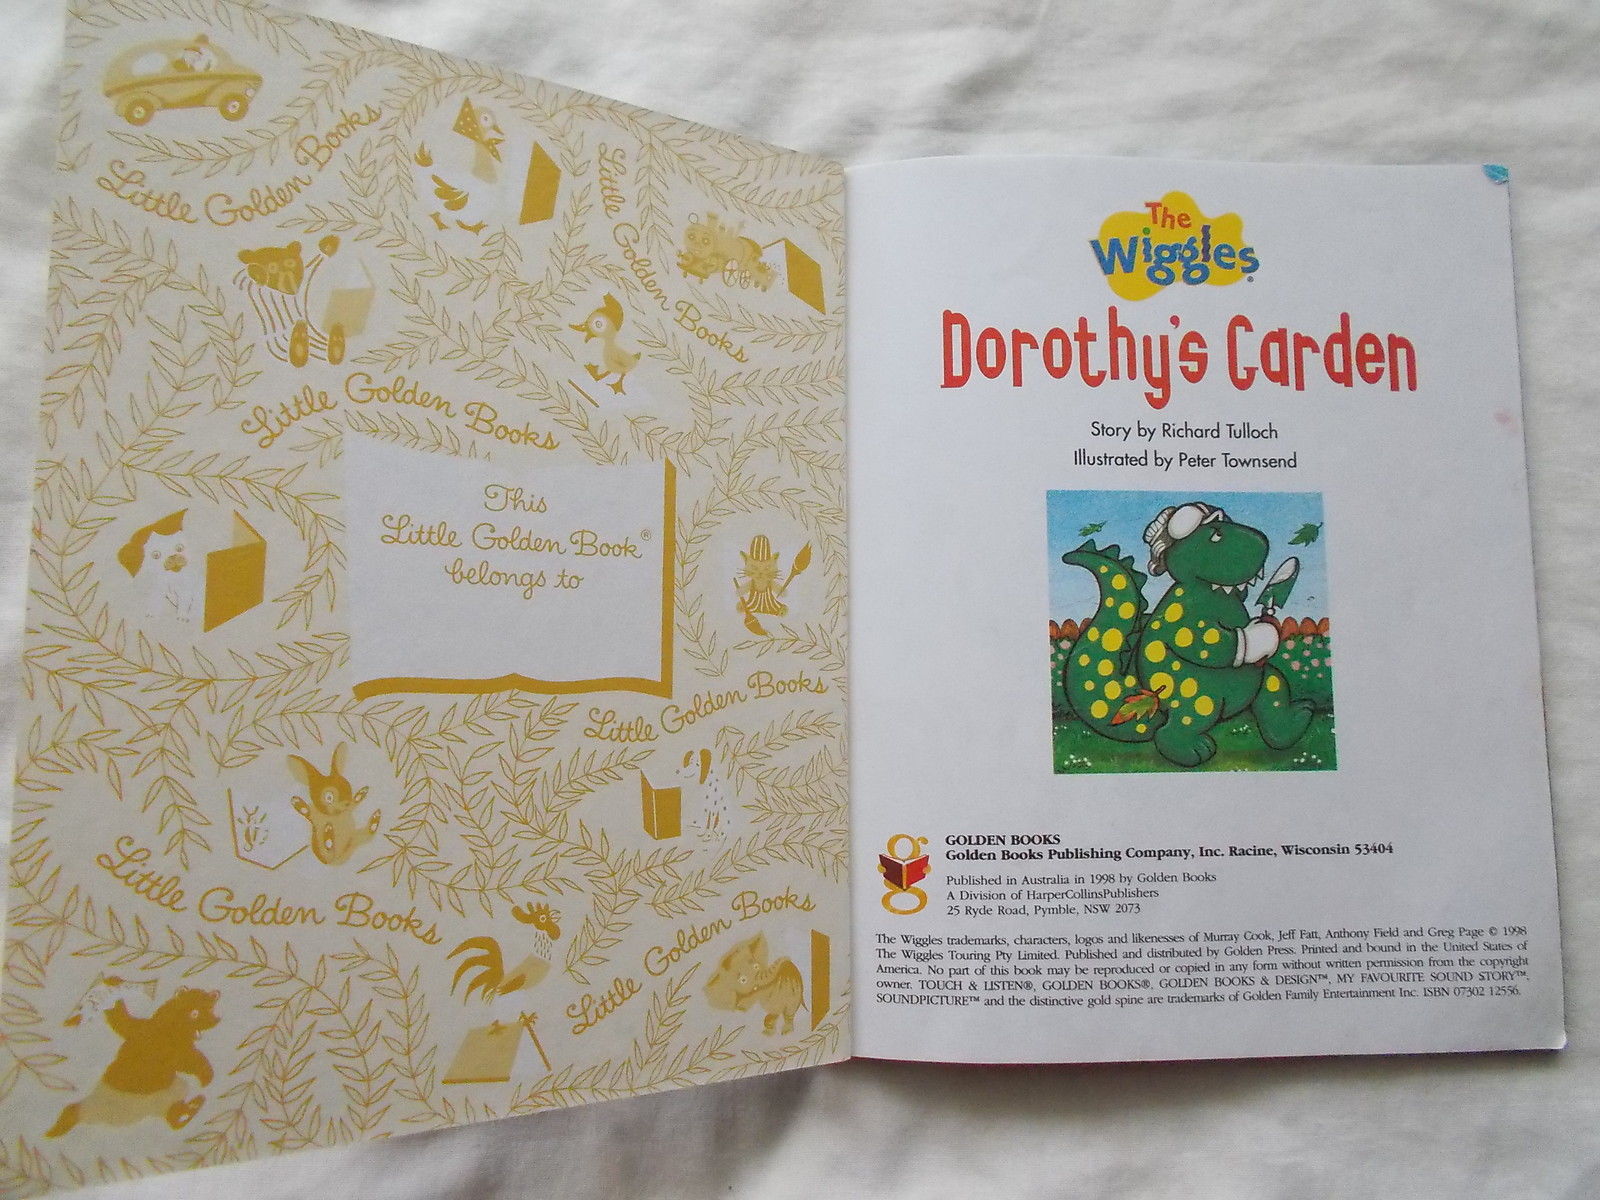 Little Golden Books
Little Golden Books
Little Golden Books
This
Little Golden Book®
belongs to
Little Golden Books
Little Golden Books
Little Golden Books
The
Wiggles
Dorothy's Garden
Story by Richard Tulloch
Illustrated by Peter Townsend
GOLDEN BOOKS
Golden Books Publishing Company, Inc. Racine, Wisconsin 53404
Published in Australia in 1998 by Golden Books
A Division of HarperCollinsPublishers
25 Ryde Road, Pymble, NSW 2073
The Wiggles trademarks, characters, logos and likenesses of Murray Cook, Jeff Fatt, Anthony Field and Greg Page © 1998
The Wiggles Touring Pty Limited. Published and distributed by Golden Press. Printed and bound in the United States of
America. No part of this book may be reproduced or copied in any form without written permission from the copyright
owner. TOUCH & LISTEN®, GOLDEN BOOKS®, GOLDEN BOOKS & DESIGN™, MY FAVOURITE SOUND STORY™,
SOUNDPICTURE™ and the distinctive gold spine are trademarks of Golden Family Entertainment Inc. ISBN 07302 12556.